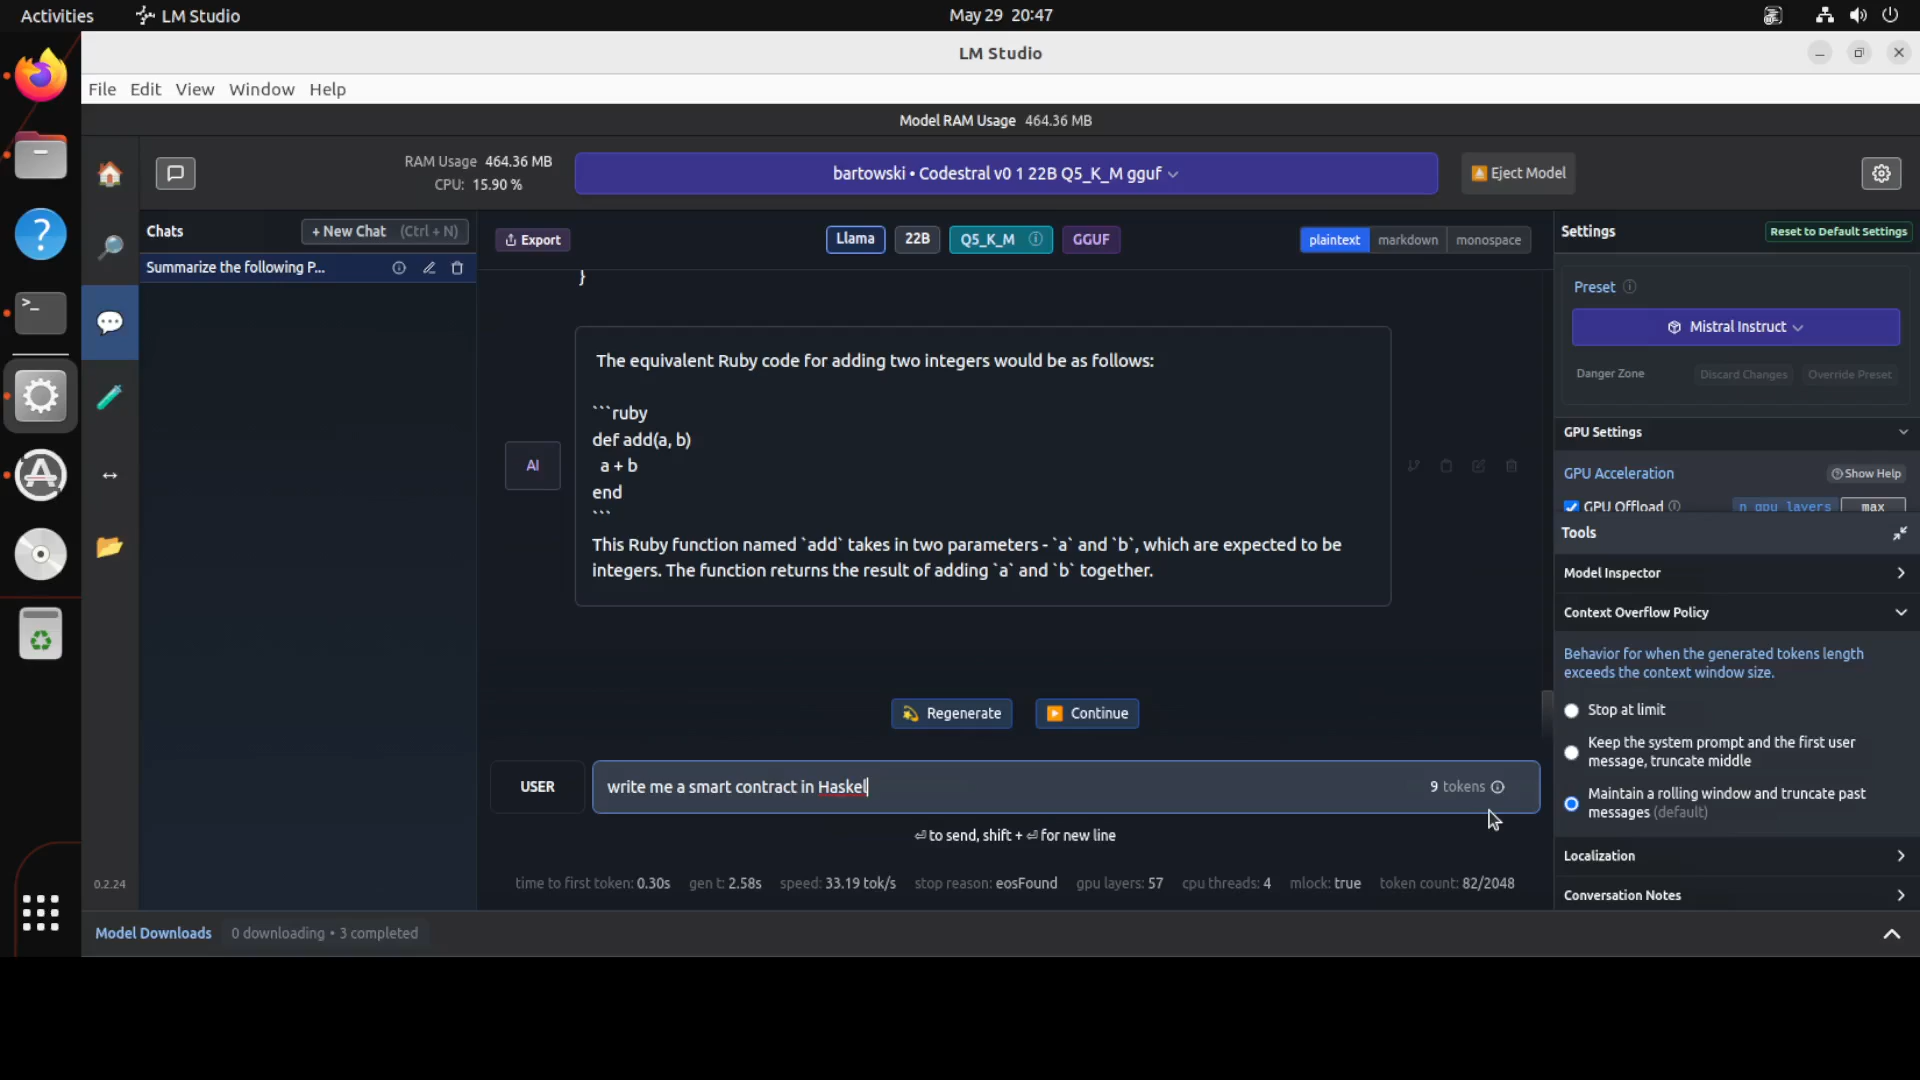 Activities
LM Studio
May 29 20:47
LM Studio
File Edit View Window Help
Model RAM Usage 464.36 MB
RAM Usage 464.36 MB
CPU: 15.90 %
bartowski • Codestral v0 1 22B Q5_K_M gguf
Eject Model
Chats
+ New Chat (Ctrl + N)
Summarize the following P...
Export
Llama
22B
Q5_K_M
GGUF
plaintext
markdown
monospace
}
AI
The equivalent Ruby code for adding two integers would be as follows:
```ruby
def add(a, b)
a + b
end
```
This Ruby function named `add` takes in two parameters - `a` and `b`, which are expected to be
integers. The function returns the result of adding `a` and `b` together.
Regenerate
Continue
USER
write me a smart contract in Haskel
9 tokens
⏎ to send, shift + ⏎ for new line
time to first token: 0.30s gen t: 2.58s speed: 33.19 tok/s stop reason: eosFound gpu layers: 57 cpu threads: 4 mlock: true token count: 82/2048
0.2.24
Model Downloads 0 downloading • 3 completed
Settings
Reset to Default Settings
Preset
Mistral Instruct
Danger Zone
Discard Changes
Override Preset
GPU Settings
GPU Acceleration
Show Help
GPU Offload
n_gpu_layers
max
Tools
Model Inspector
Context Overflow Policy
Behavior for when the generated tokens length
exceeds the context window size.
Stop at limit
Keep the system prompt and the first user
message, truncate middle
Maintain a rolling window and truncate past
messages (default)
Localization
Conversation Notes